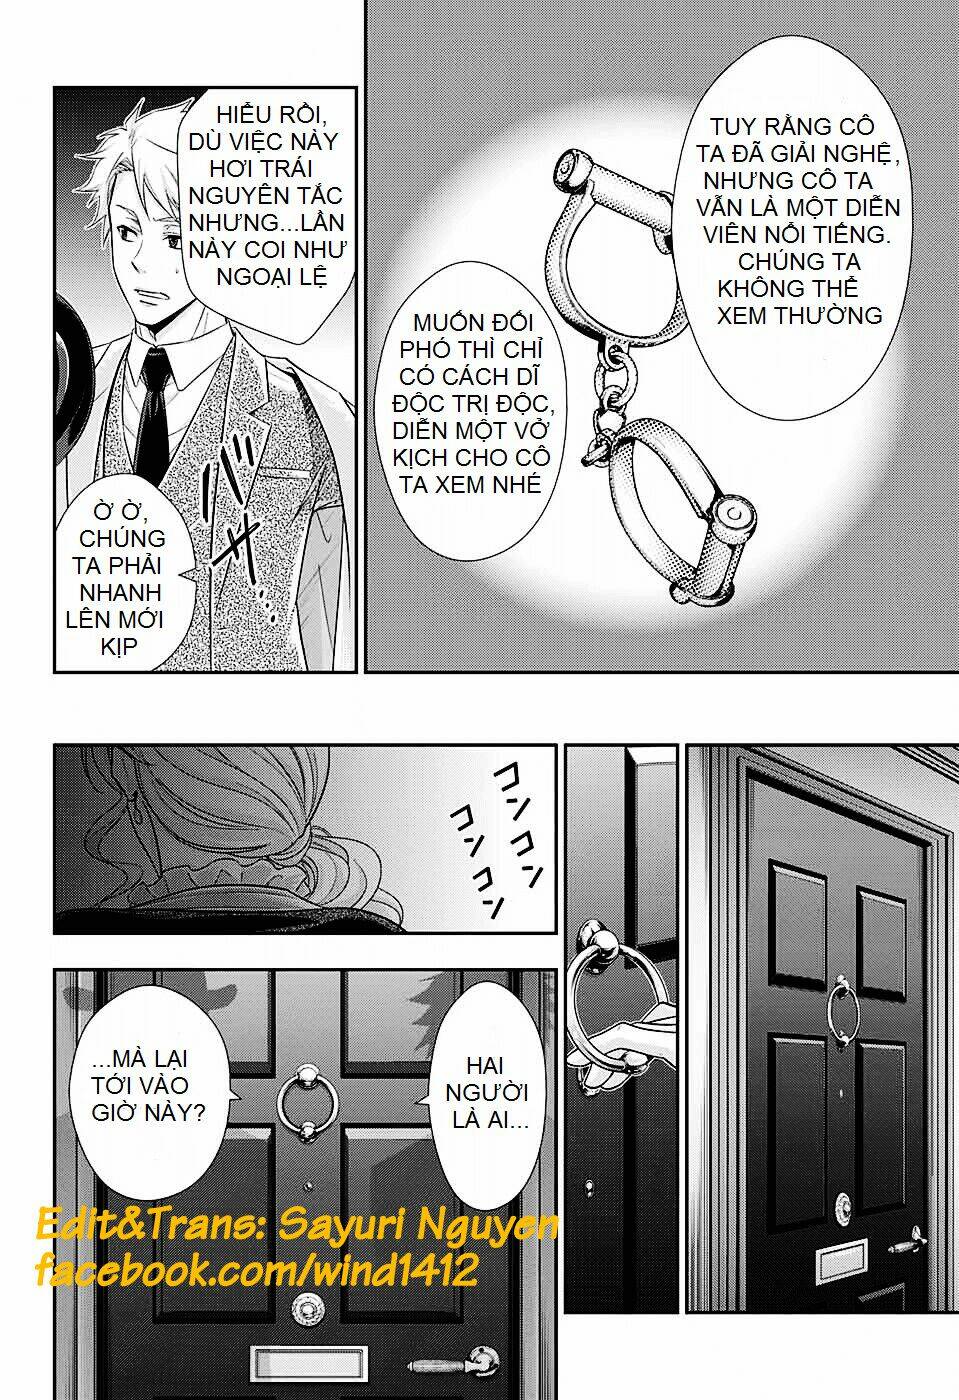 TUY RẰNG CÔ
TA ĐÃ GIẢI NGHỆ,
NHƯNG CÔ TA
VẪN LÀ MỘT DIỄN
VIÊN NỔI TIẾNG.
CHÚNG TA
KHÔNG THỂ
XEM THƯỜNG
MUỐN ĐỐI
PHÓ THÌ CHỈ
CÓ CÁCH DĨ
ĐỘC TRỊ ĐỘC,
DIỄN MỘT VỞ
KỊCH CHO CÔ
TA XEM NHÉ
HIỂU RỒI,
DÙ VIỆC NÀY
HƠI TRÁI
NGUYÊN TẮC
NHƯNG...LẦN
NÀY COI NHƯ
NGOẠI LỆ
Ờ Ờ,
CHÚNG
TA PHẢI
NHANH
LÊN MỚI
KỊP
コンコン
コンコン
HAI
NGƯỜI
LÀ AI...
...MÀ LẠI
TỚI VÀO
GIỜ NÀY?
Edit&Trans: Sayuri Nguyen
facebook.com/wind1412